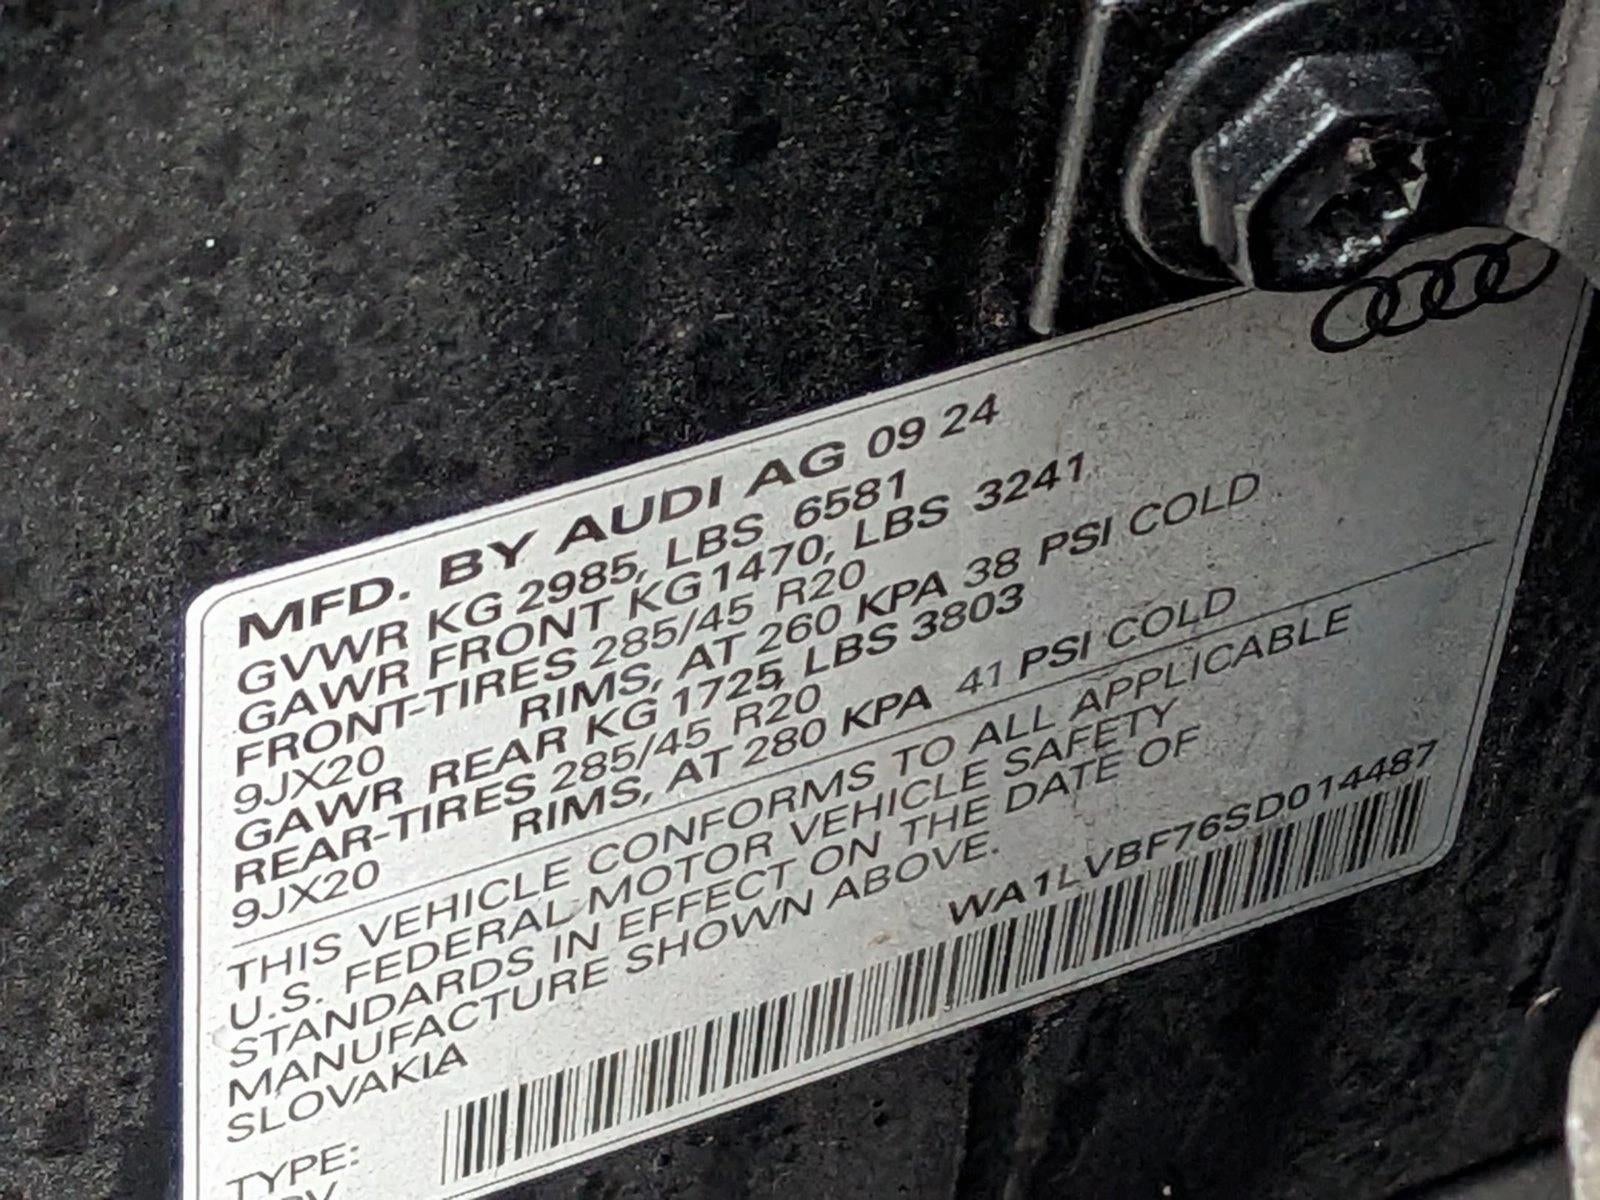 MFD. BY AUDI AG 09 24
GVWR KG 2985, LBS 6581
GAWR FRONT KG 1470, LBS 3241
FRONT-TIRES 285/45 R20
9JX20 RIMS, AT 260 KPA 38 PSI COLD
GAWR REAR KG 1725, LBS 3803
REAR-TIRES 285/45 R20
9JX20 RIMS, AT 280 KPA 41 PSI COLD
THIS VEHICLE CONFORMS TO ALL APPLICABLE
U.S. FEDERAL MOTOR VEHICLE SAFETY
STANDARDS IN EFFECT ON THE DATE OF
MANUFACTURE SHOWN ABOVE.
SLOVAKIA
WA1LVBF76SD014487
TYPE: